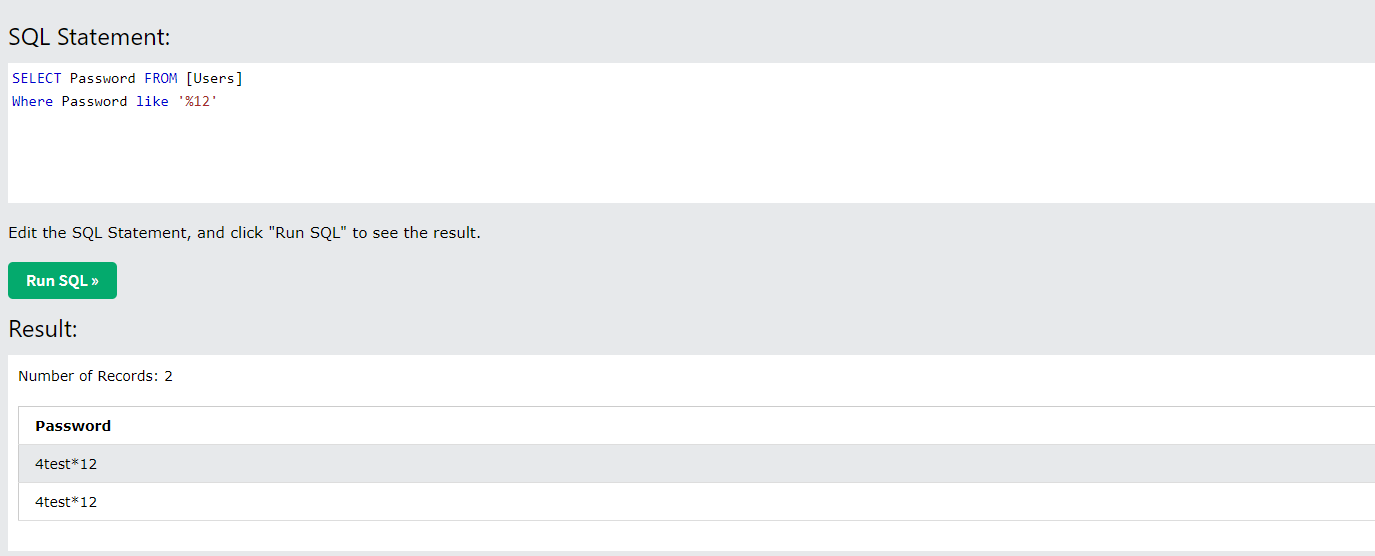 SQL Statement:
SELECT Password FROM [Users]
Where Password like '%12'
Edit the SQL Statement, and click "Run SQL" to see the result.
Run SQL »
Result:
Number of Records: 2
Password
4test*12
4test*12